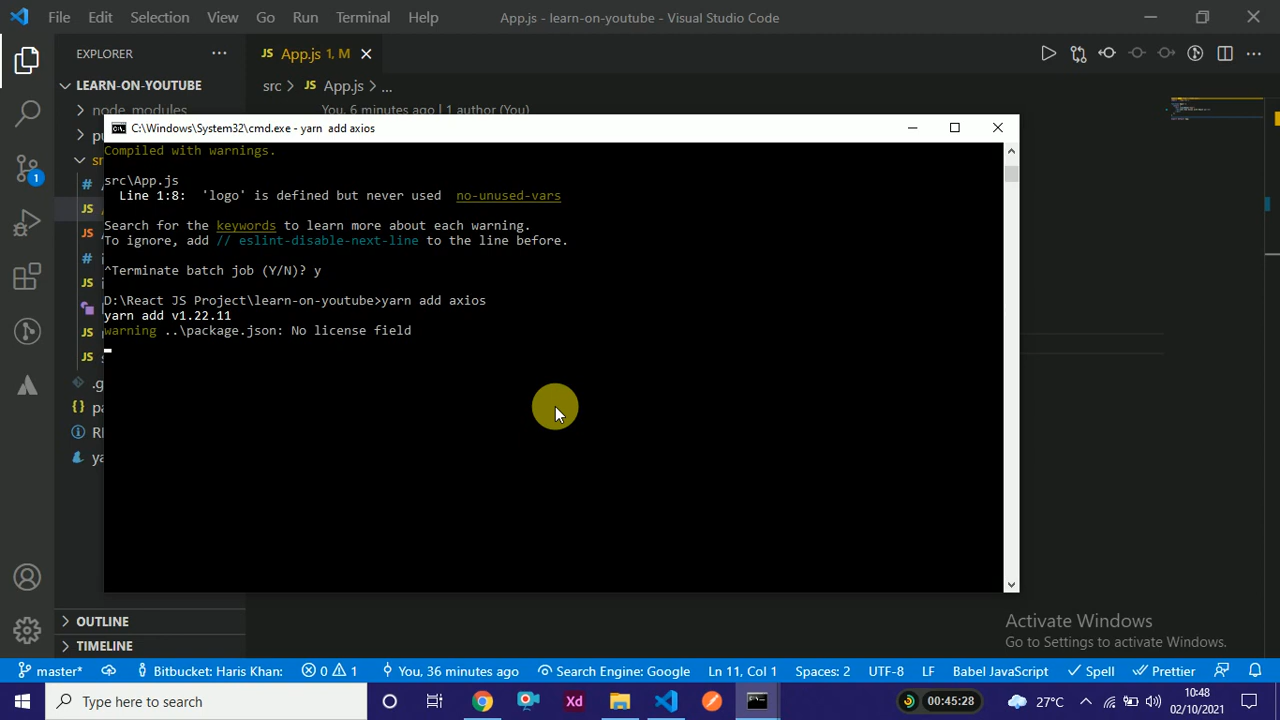 File Edit Selection View Go Run Terminal Help App.js - learn-on-youtube - Visual Studio Code
EXPLORER
JS App.js 1, M
LEARN-ON-YOUTUBE
src > JS App.js > ...
node_modules
You, 6 minutes ago | 1 author (You)
C:\Windows\System32\cmd.exe - yarn add axios
Compiled with warnings.
src\App.js
Line 1:8: 'logo' is defined but never used no-unused-vars
Search for the keywords to learn more about each warning.
To ignore, add // eslint-disable-next-line to the line before.
^Terminate batch job (Y/N)? y
D:\React JS Project\learn-on-youtube>yarn add axios
yarn add v1.22.11
warning ..\package.json: No license field
OUTLINE
TIMELINE
Activate Windows
Go to Settings to activate Windows.
master* Bitbucket: Haris Khan: 0 1 You, 36 minutes ago Search Engine: Google Ln 11, Col 1 Spaces: 2 UTF-8 LF Babel JavaScript Spell Prettier
Type here to search Xd 00:45:28 27°C 10:48
02/10/2021